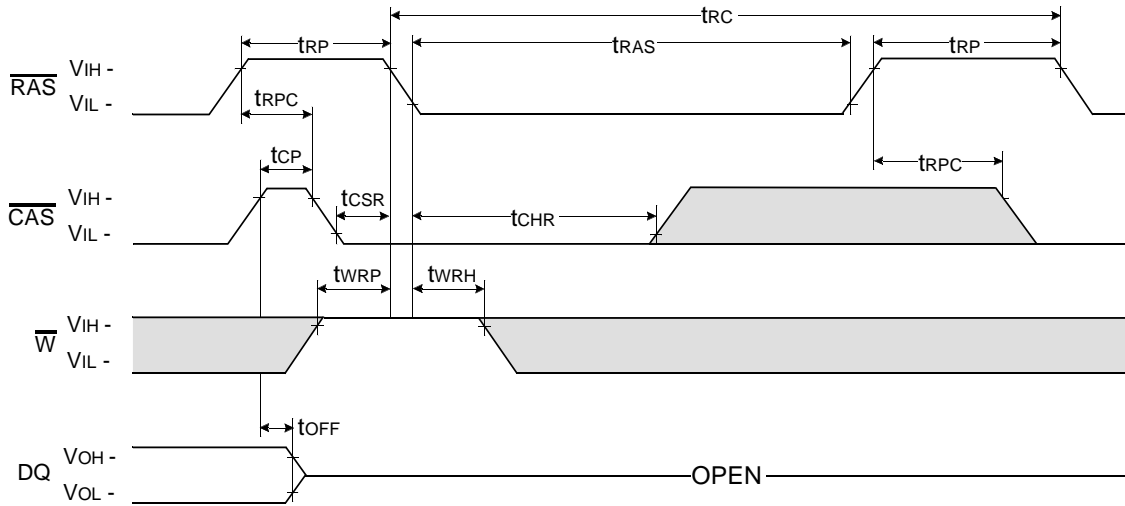 tRC
tRP tRAS tRP
RAS VIH -
VIL -
tRPC
tCP tRPC
CAS VIH - tCSR
VIL - tCHR
tWRP tWRH
W VIH -
VIL -
tOFF
DQ VOH -
VOL - OPEN